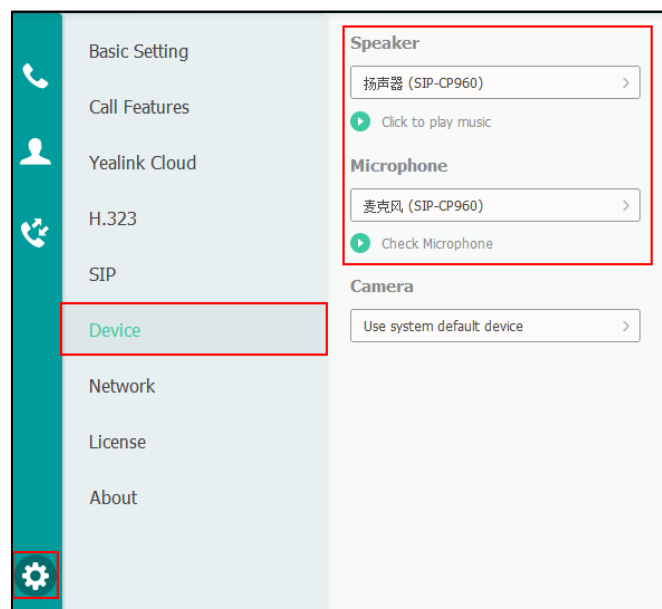 Basic Setting
Call Features
Yealink Cloud
H.323
SIP
Device
Network
License
About
Speaker
扬声器 (SIP-CP960)
Click to play music
Microphone
麦克风 (SIP-CP960)
Check Microphone
Camera
Use system default device